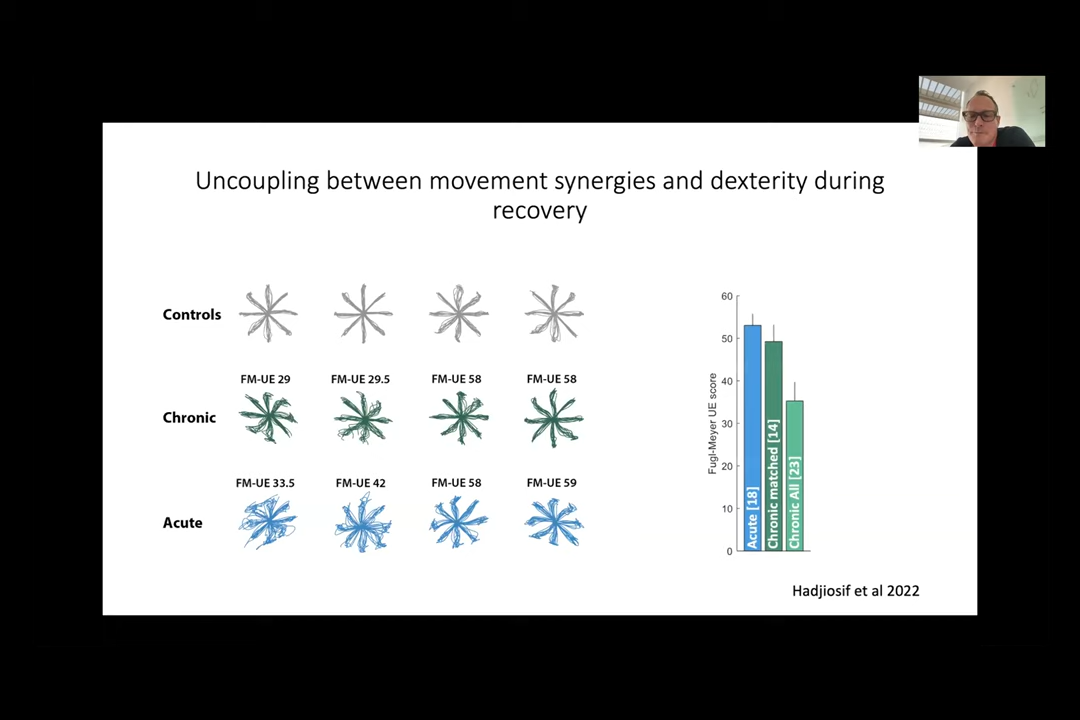 Uncoupling between movement synergies and dexterity during
recovery
Controls
FM-UE 29 FM-UE 29.5 FM-UE 58 FM-UE 58
Chronic
FM-UE 33.5 FM-UE 42 FM-UE 58 FM-UE 59
Acute
60
50
40
30
20
10
0
Fugl-Meyer UE score
Acute [18]
Chronic matched [14]
Chronic All [23]
Hadjiosif et al 2022